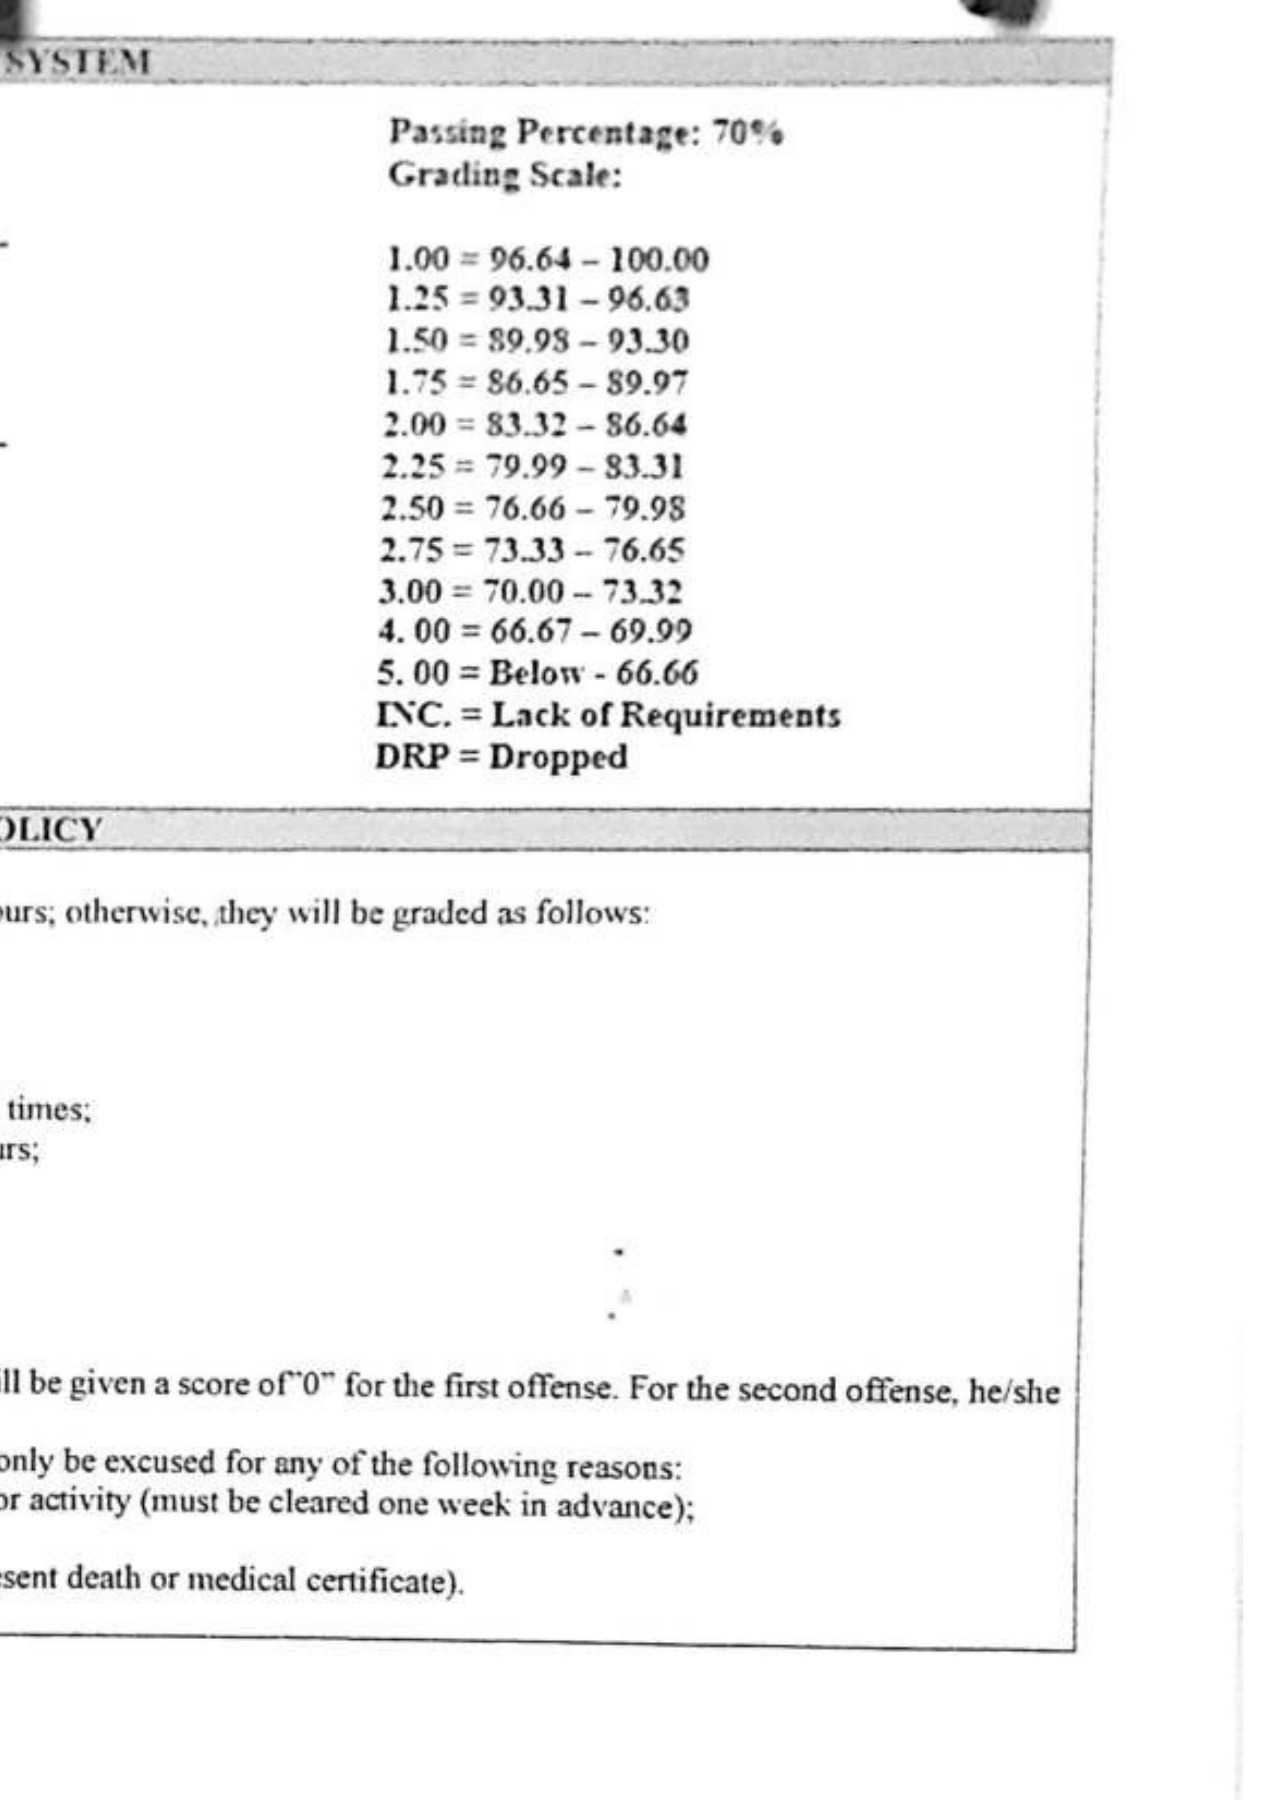 SYSTEM
Passing Percentage: 70%
Grading Scale:
1.00 = 96.64 – 100.00
1.25 = 93.31 – 96.63
1.50 = 89.98 – 93.30
1.75 = 86.65 – 89.97
2.00 = 83.32 – 86.64
2.25 = 79.99 – 83.31
2.50 = 76.66 – 79.98
2.75 = 73.33 – 76.65
3.00 = 70.00 – 73.32
4. 00 = 66.67 – 69.99
5. 00 = Below - 66.66
INC. = Lack of Requirements
DRP = Dropped
OLICY
ours; otherwise, they will be graded as follows:
times;
urs;
ill be given a score of "0" for the first offense. For the second offense, he/she
only be excused for any of the following reasons:
or activity (must be cleared one week in advance);
esent death or medical certificate).